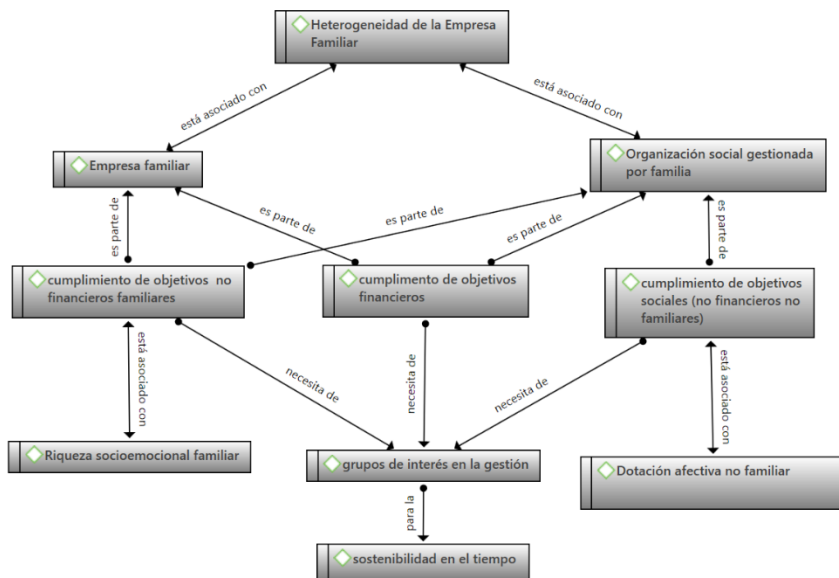 Heterogeneidad de la Empresa
Familiar
está asociado con
está asociado con
Empresa familiar
Organización social gestionada
por familia
es parte de
es parte de
es parte de
es parte de
es parte de
cumplimiento de objetivos no
financieros familiares
cumplimento de objetivos
financieros
cumplimiento de objetivos
sociales (no financieros no
familiares)
está asociado con
necesita de
necesita de
necesita de
está asociado con
Riqueza socioemocional familiar
grupos de interés en la gestión
Dotación afectiva no familiar
para la
sostenibilidad en el tiempo